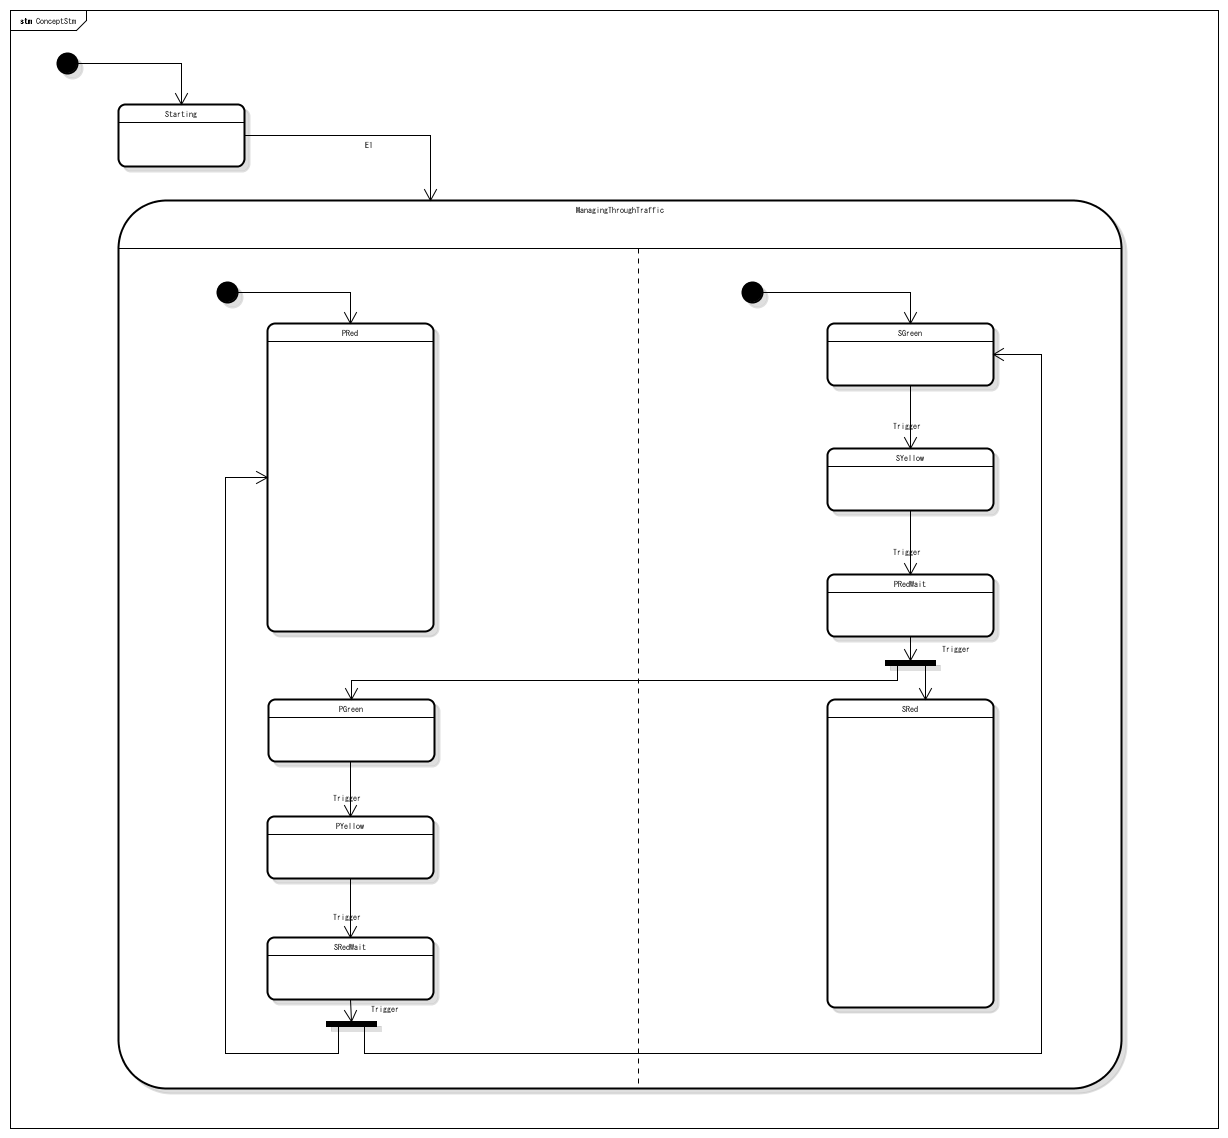 stm ConceptStm
Starting
E1
ManagingThroughTraffic
PRed
SGreen
Trigger
SYellow
Trigger
PRedWait
Trigger
PGreen
SRed
Trigger
PYellow
Trigger
SRedWait
Trigger